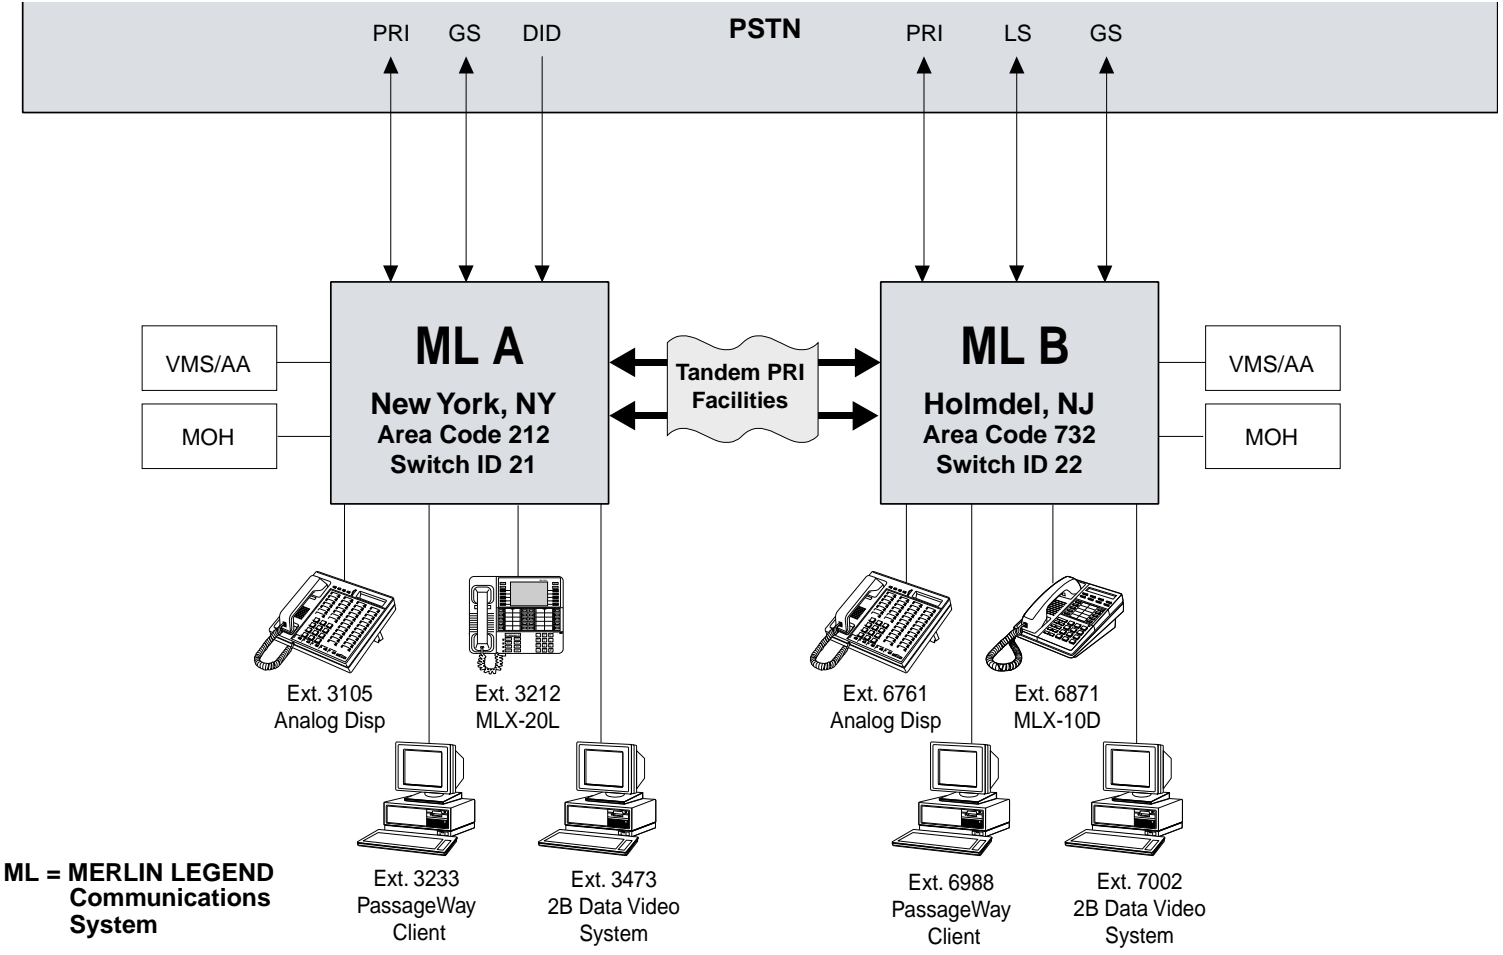 PRI GS DID PSTN PRI LS GS
ML A
New York, NY
Area Code 212
Switch ID 21
VMS/AA
MOH
Tandem PRI
Facilities
ML B
Holmdel, NJ
Area Code 732
Switch ID 22
VMS/AA
MOH
Ext. 3105
Analog Disp
Ext. 3212
MLX-20L
Ext. 6761
Analog Disp
Ext. 6871
MLX-10D
Ext. 3233
PassageWay
Client
Ext. 3473
2B Data Video
System
Ext. 6988
PassageWay
Client
Ext. 7002
2B Data Video
System
ML = MERLIN LEGEND
Communications
System